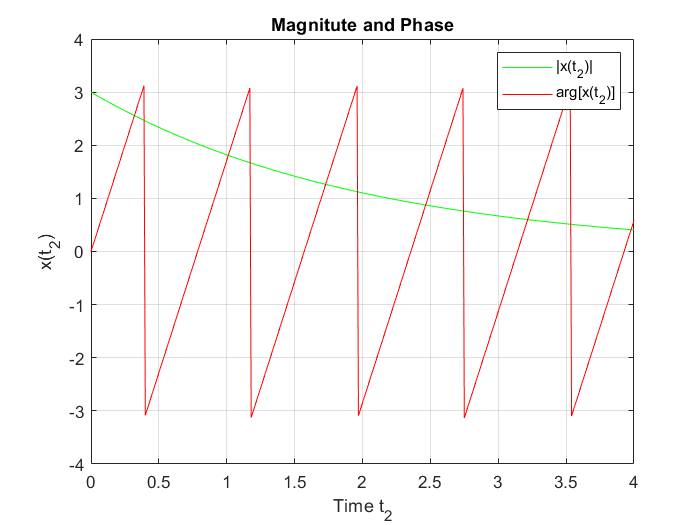 Magnitute and Phase
|x(t₂)|
arg[x(t₂)]
4
3
2
1
0
-1
-2
-3
-4
x(t₂)
0 0.5 1 1.5 2 2.5 3 3.5 4
Time t₂